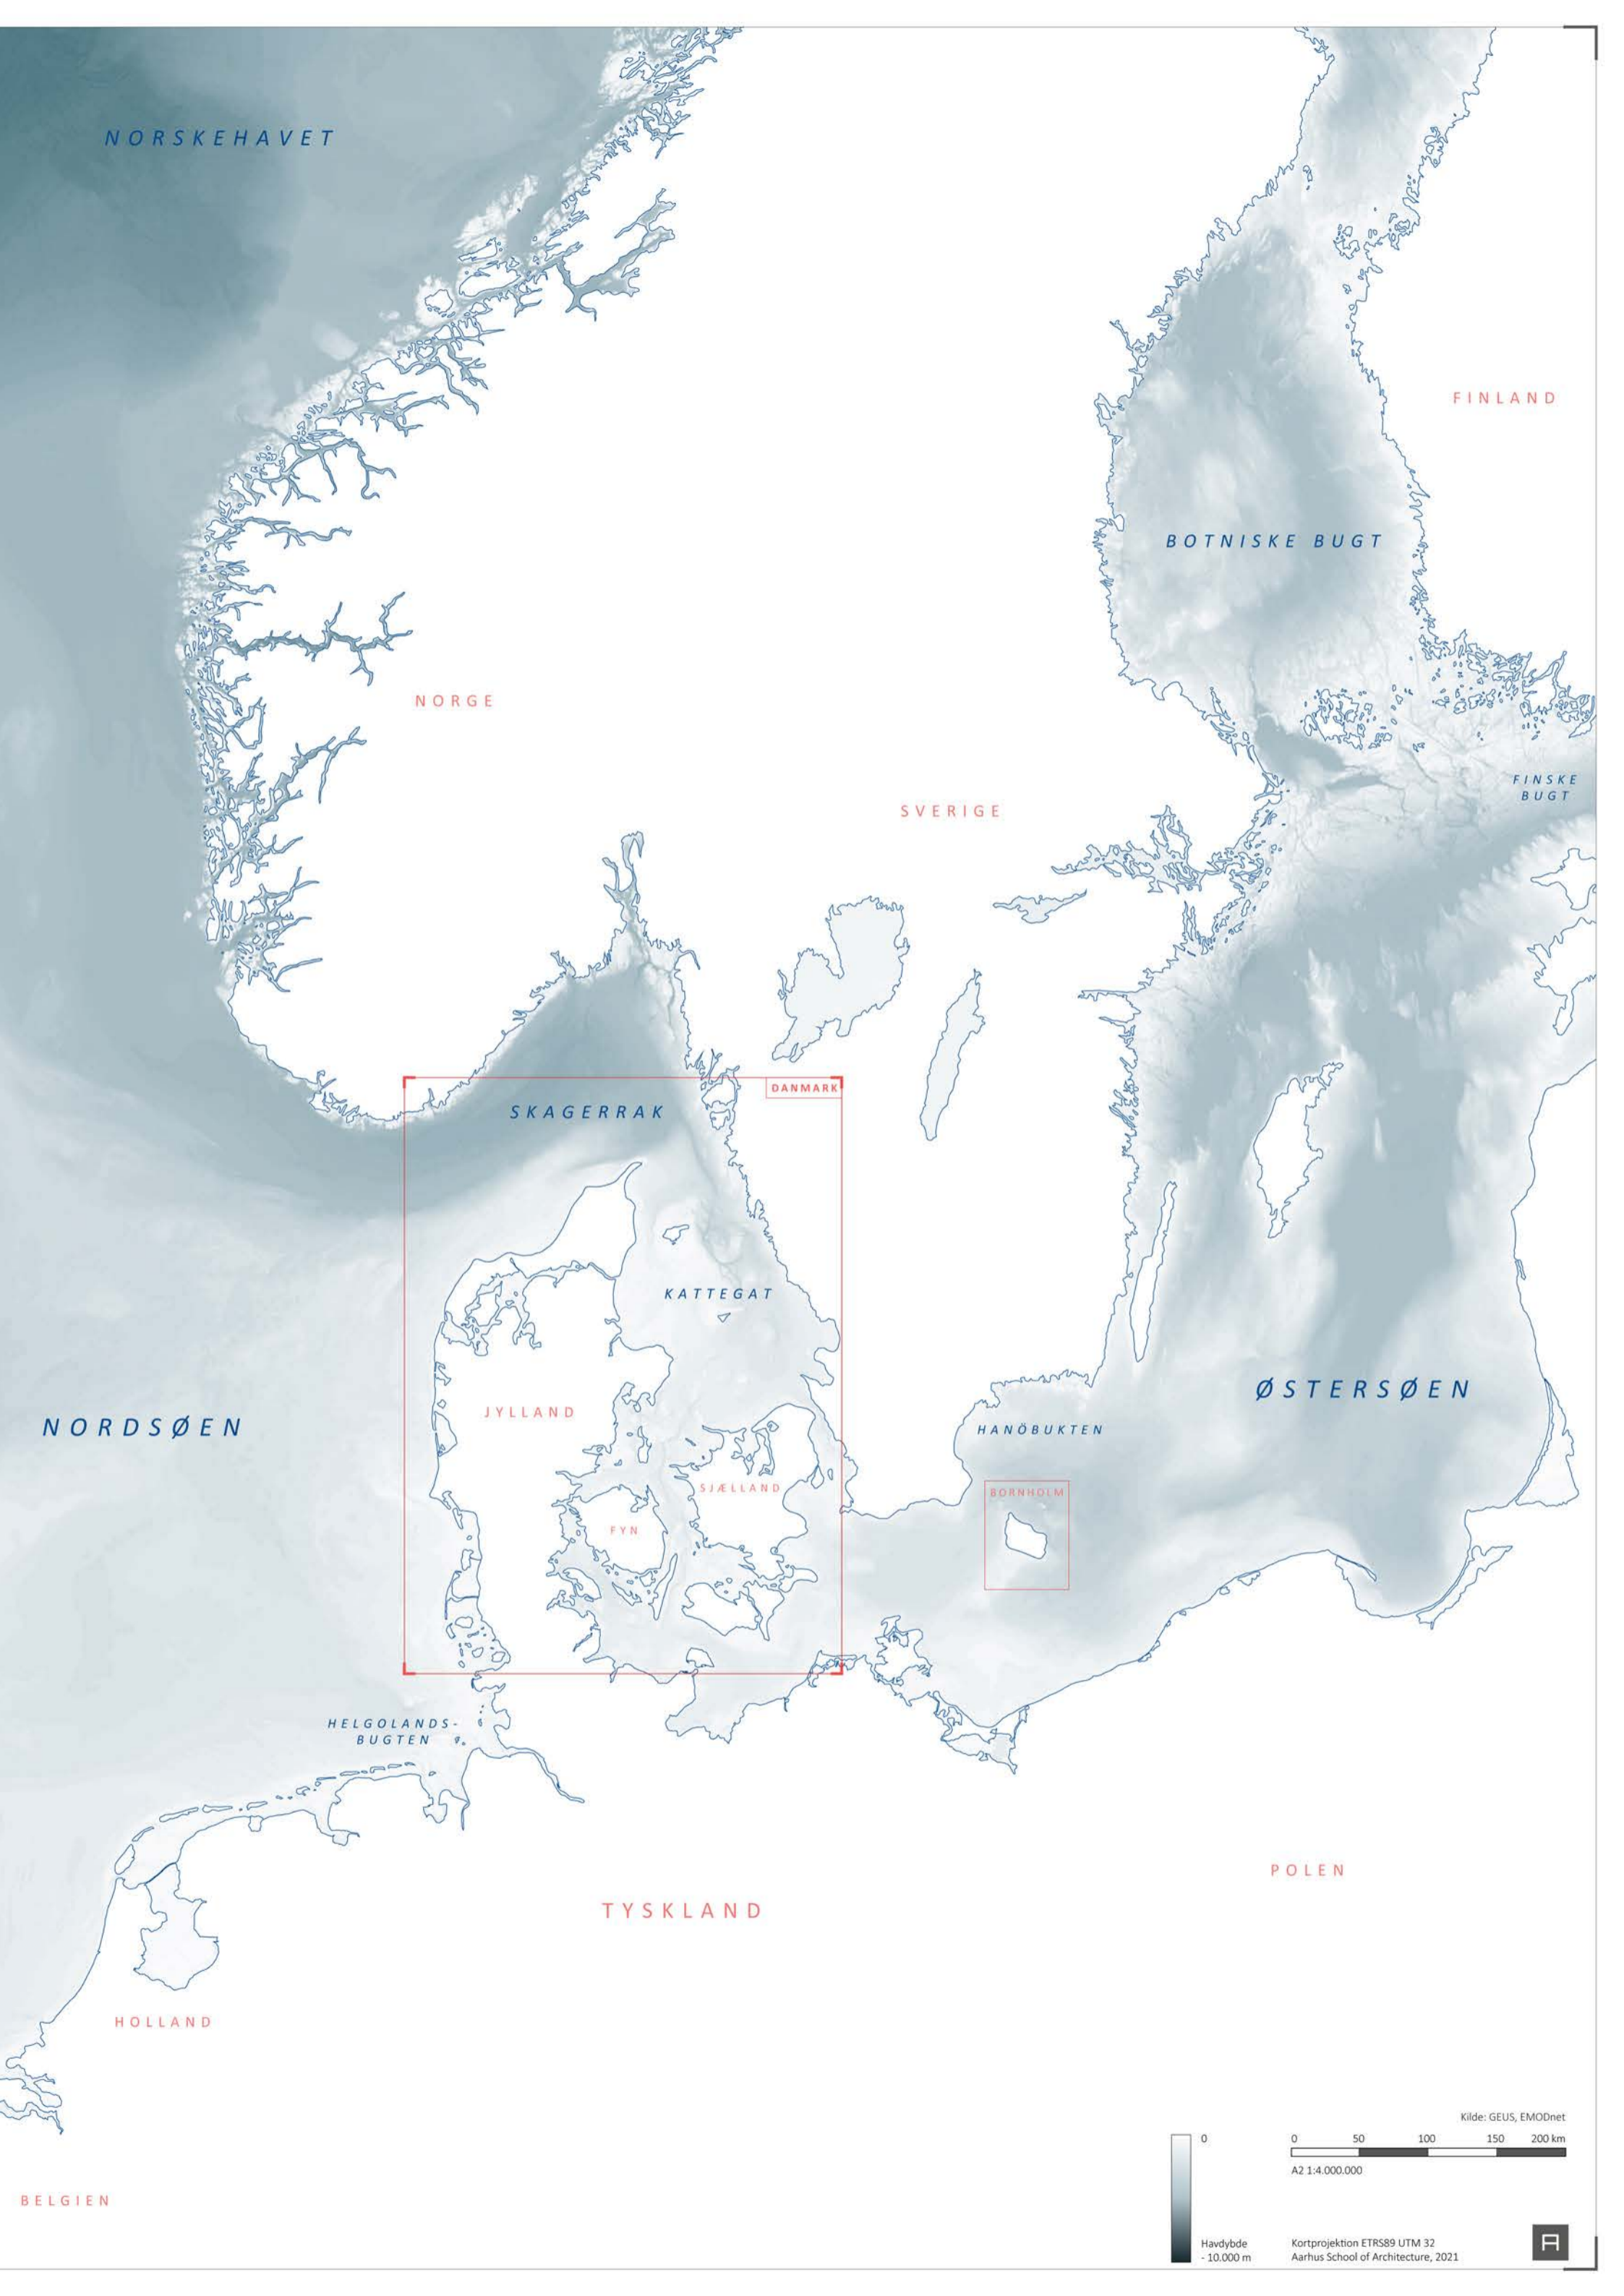 NORSKEHAVET
FINLAND
BOTNISKE BUGT
NORGE
FINSKE
BUGT
SVERIGE
DANMARK
SKAGERRAK
KATTEGAT
ØSTERSØEN
JYLLAND
NORDSØEN
HANÖBUKTEN
SJÆLLAND
BORNHOLM
FYN
HELGOLANDS-
BUGTEN
POLEN
TYSKLAND
HOLLAND
BELGIEN
Kilde: GEUS, EMODnet
0
0 50 100 150 200 km
A2 1:4.000.000
Havdybde
- 10.000 m
Kortprojektion ETRS89 UTM 32
Aarhus School of Architecture, 2021
A